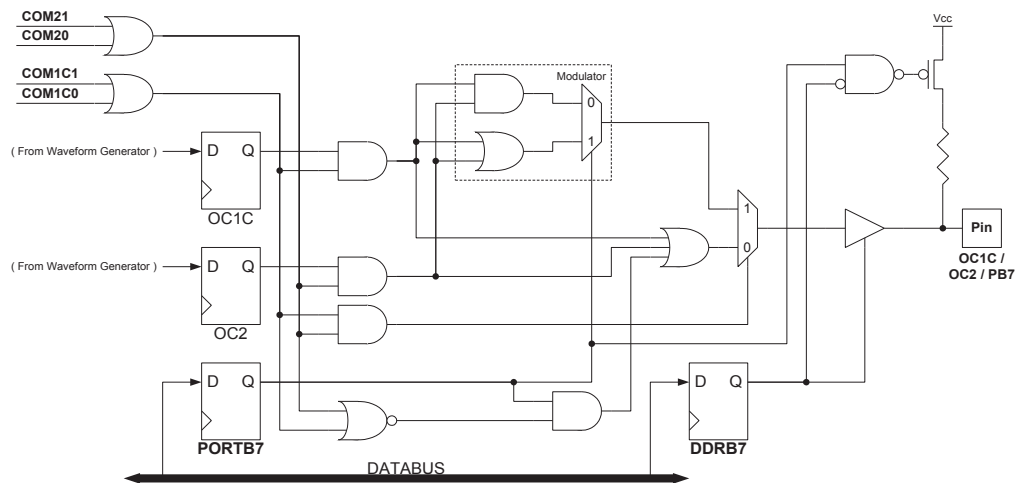 COM21
COM20
COM1C1
COM1C0
Vcc
Modulator
0
1
( From Waveform Generator )
D Q
OC1C
1
0
Pin
OC1C /
OC2 / PB7
( From Waveform Generator )
D Q
OC2
D Q
PORTB7
D Q
DDRB7
DATABUS